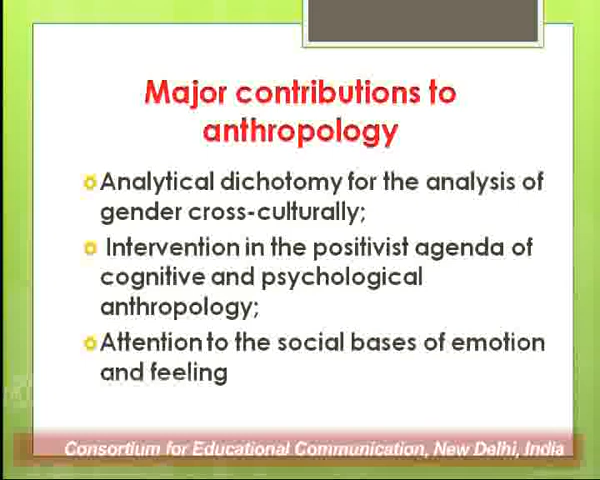 Major contributions to
anthropology
Analytical dichotomy for the analysis of
gender cross-culturally;
Intervention in the positivist agenda of
cognitive and psychological
anthropology;
Attention to the social bases of emotion
and feeling
Consortium for Educational Communication, New Delhi, India